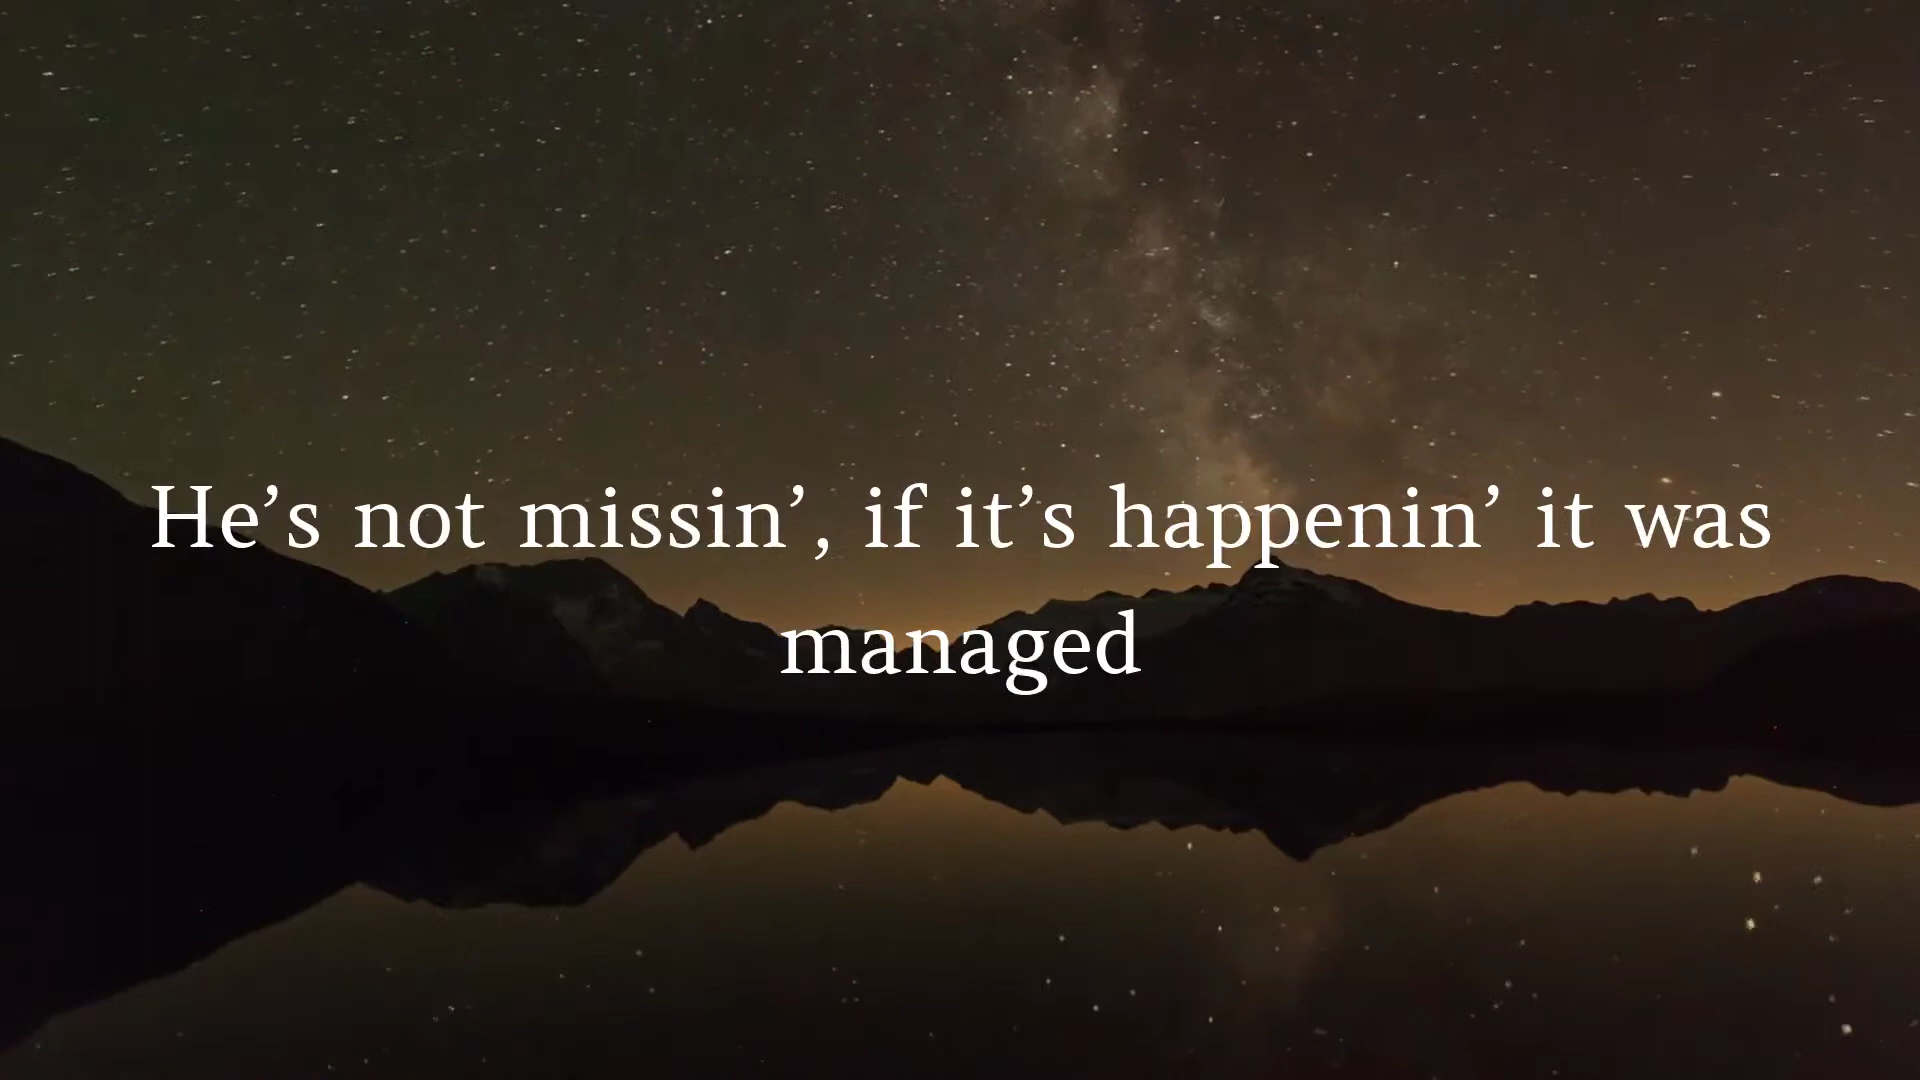 He’s not missin’, if it’s happenin’ it was
managed